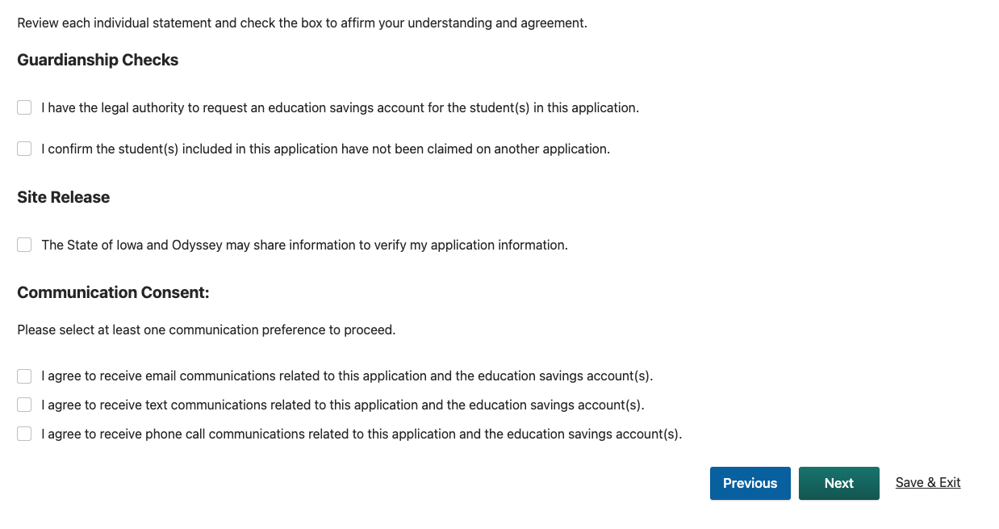 Review each individual statement and check the box to affirm your understanding and agreement.
Guardianship Checks
I have the legal authority to request an education savings account for the student(s) in this application.
I confirm the student(s) included in this application have not been claimed on another application.
Site Release
The State of Iowa and Odyssey may share information to verify my application information.
Communication Consent:
Please select at least one communication preference to proceed.
I agree to receive email communications related to this application and the education savings account(s).
I agree to receive text communications related to this application and the education savings account(s).
I agree to receive phone call communications related to this application and the education savings account(s).
Previous Next Save & Exit